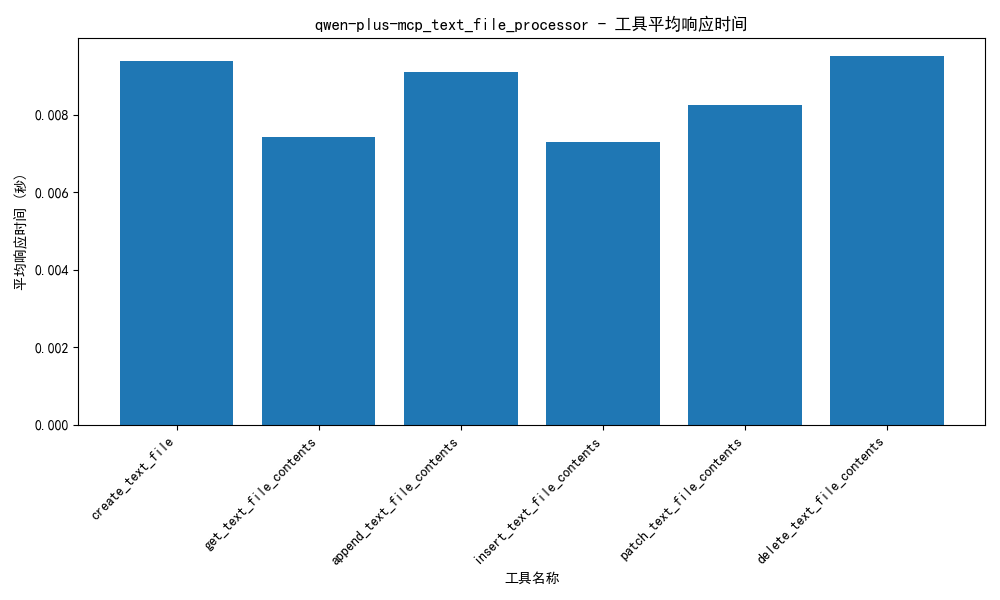 qwen-plus-mcp_text_file_processor - 工具平均响应时间
平均响应时间 (秒)
0.008
0.006
0.004
0.002
0.000
create_text_file
get_text_file_contents
append_text_file_contents
insert_text_file_contents
patch_text_file_contents
delete_text_file_contents
工具名称